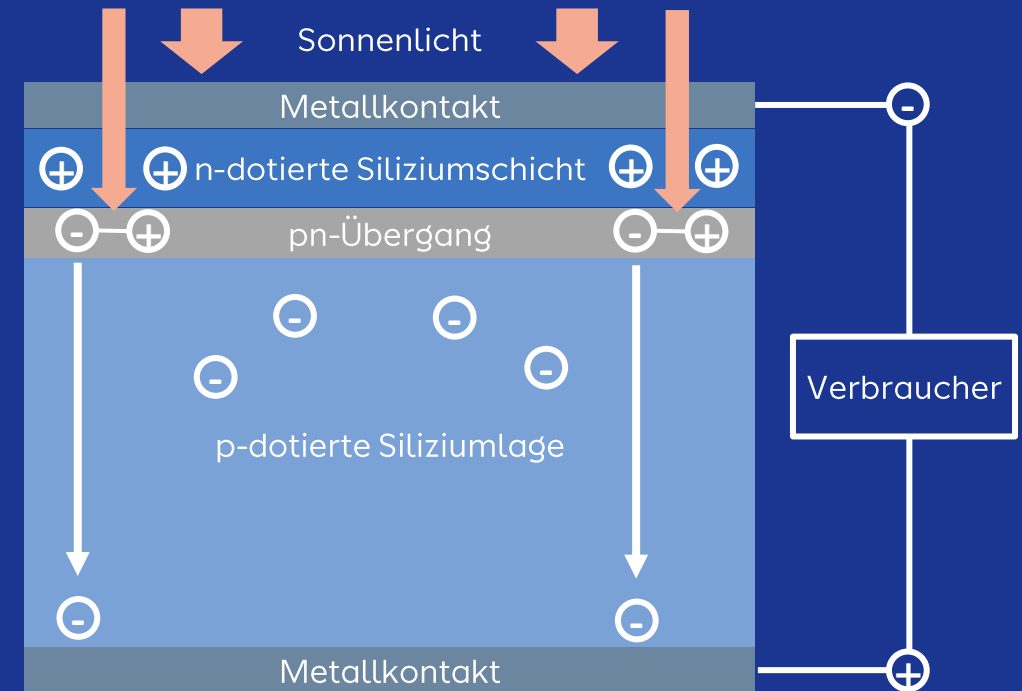 Sonnenlicht
Metallkontakt
-
+ + n-dotierte Siliziumschicht + +
- + pn-Übergang - +
- -
- -
Verbraucher
p-dotierte Siliziumlage
- -
Metallkontakt
+